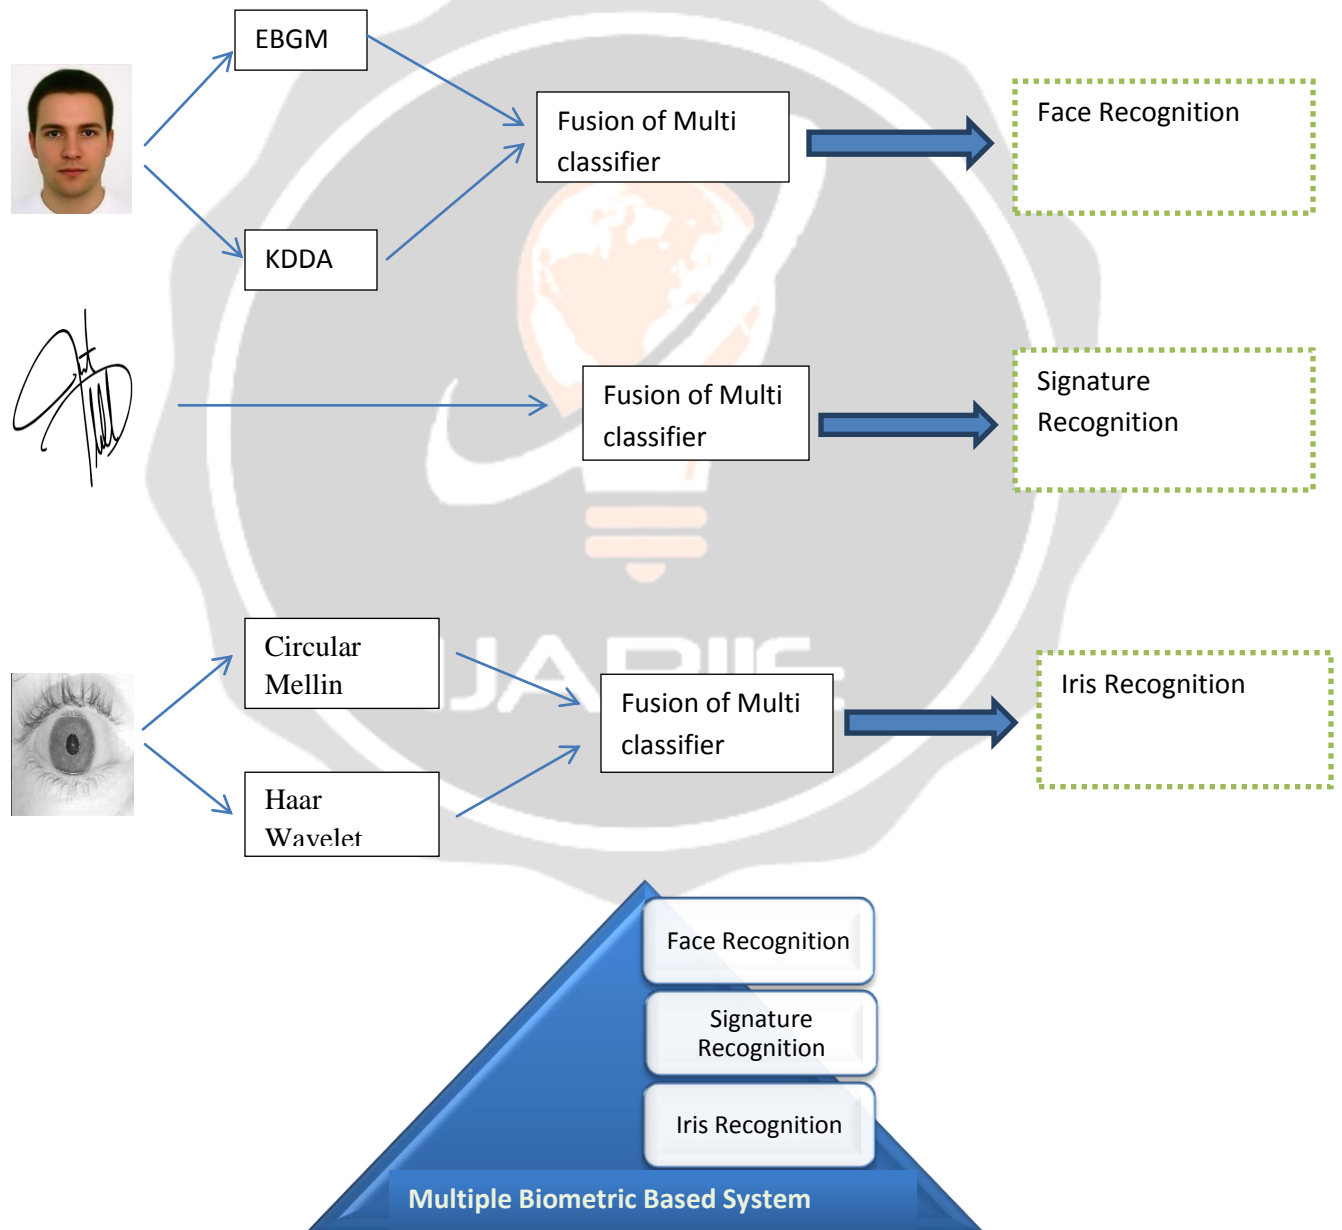 EBGM
Fusion of Multi
classifier
Face Recognition
KDDA
Signature
Recognition
Fusion of Multi
classifier
Circular
Mellin
Iris Recognition
Fusion of Multi
classifier
Haar
Wavelet
IJARIIE
Face Recognition
Signature
Recognition
Iris Recognition
Multiple Biometric Based System